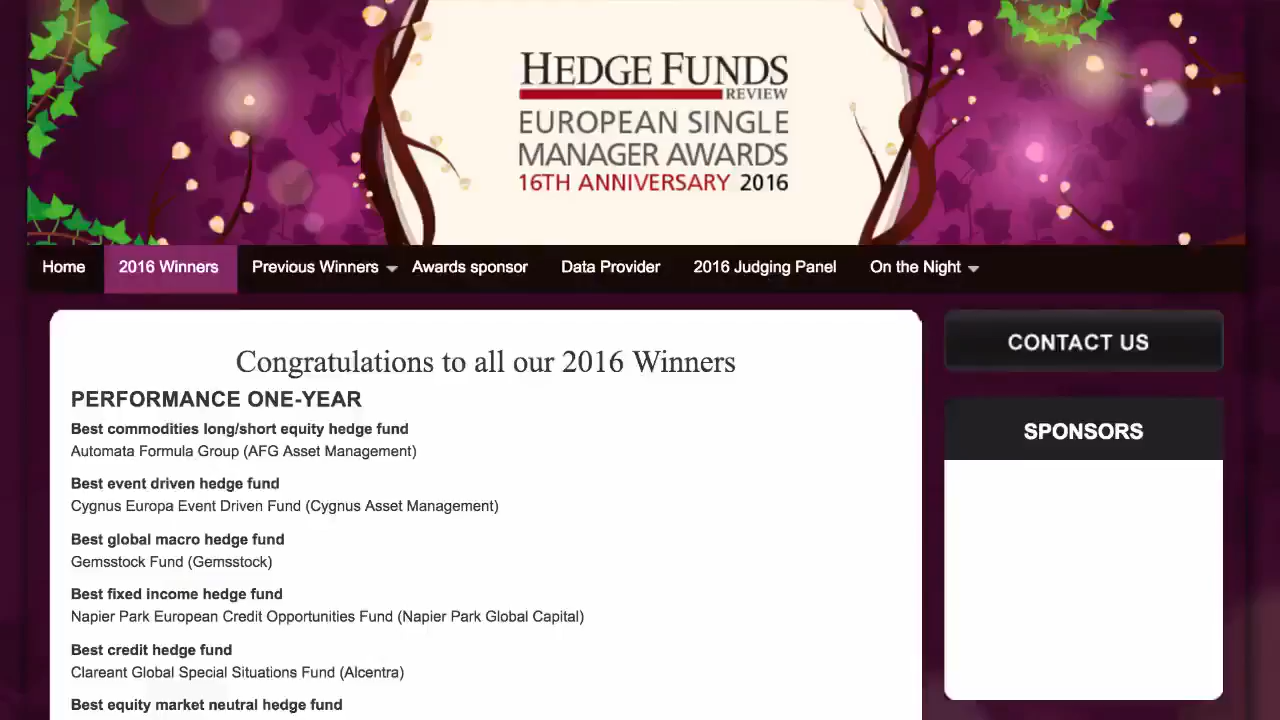 HEDGE FUNDS
REVIEW
EUROPEAN SINGLE
MANAGER AWARDS
16TH ANNIVERSARY 2016
Home 2016 Winners Previous Winners Awards sponsor Data Provider 2016 Judging Panel On the Night
CONTACT US
SPONSORS
Congratulations to all our 2016 Winners
PERFORMANCE ONE-YEAR
Best commodities long/short equity hedge fund
Automata Formula Group (AFG Asset Management)
Best event driven hedge fund
Cygnus Europa Event Driven Fund (Cygnus Asset Management)
Best global macro hedge fund
Gemsstock Fund (Gemsstock)
Best fixed income hedge fund
Napier Park European Credit Opportunities Fund (Napier Park Global Capital)
Best credit hedge fund
Clareant Global Special Situations Fund (Alcentra)
Best equity market neutral hedge fund